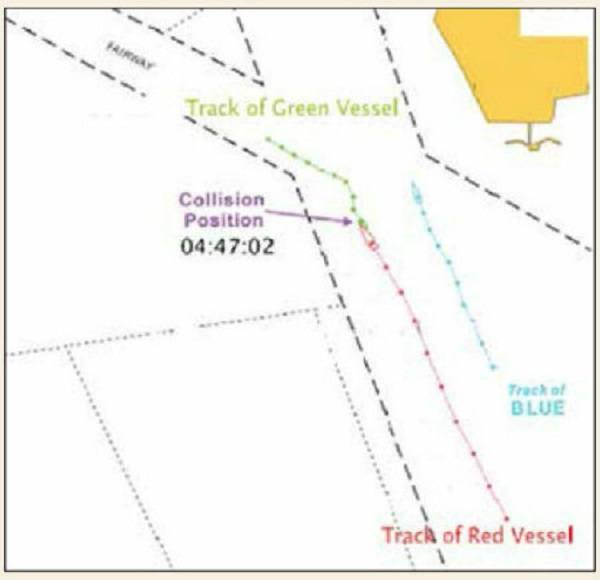 FAIRWAY
Track of Green Vessel
Collision
Position
04:47:02
Track of
BLUE
Track of Red Vessel